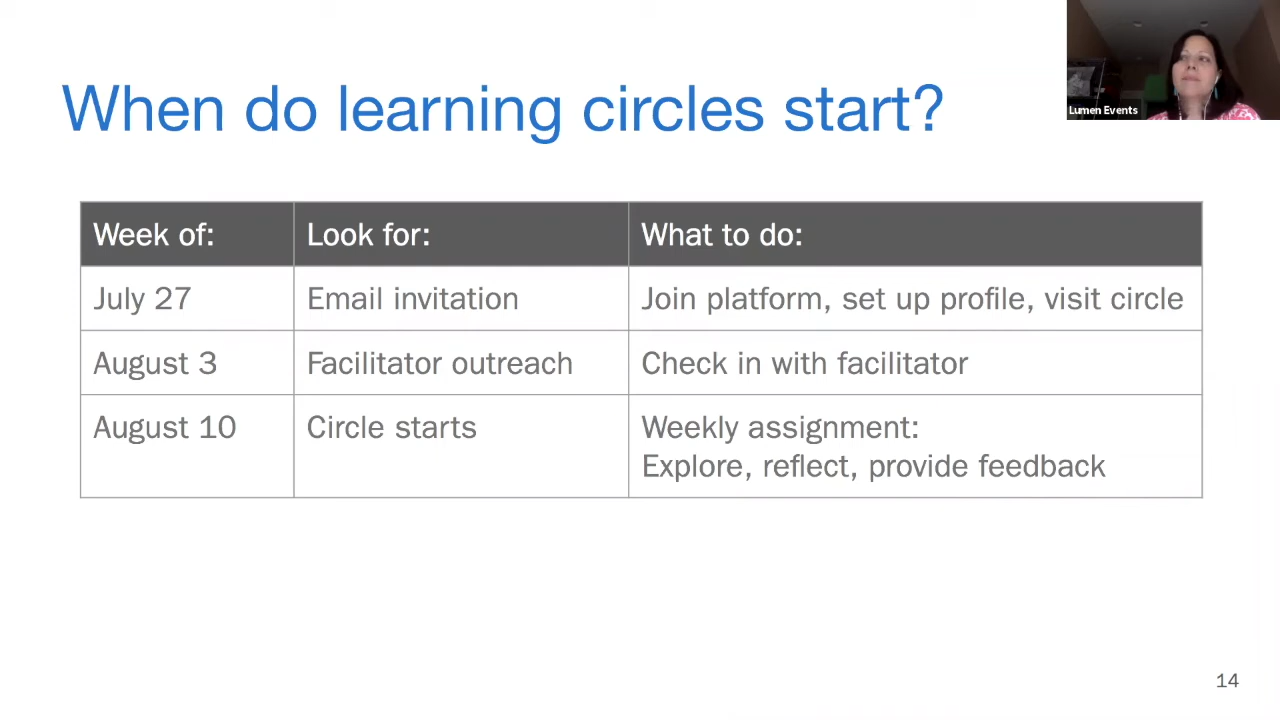 When do learning circles start?
Lumen Events
Week of:
Look for:
What to do:
July 27
Email invitation
Join platform, set up profile, visit circle
August 3
Facilitator outreach
Check in with facilitator
August 10
Circle starts
Weekly assignment:
Explore, reflect, provide feedback
14